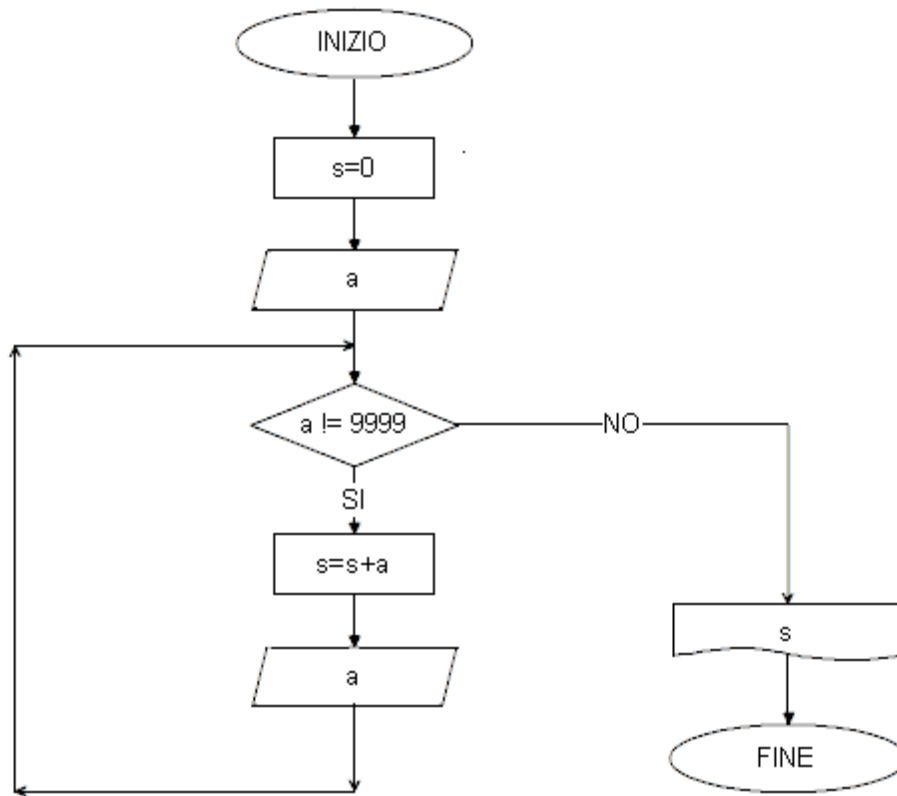 INIZIO
s=0
a
a != 9999
NO
SI
s=s+a
a
s
FINE